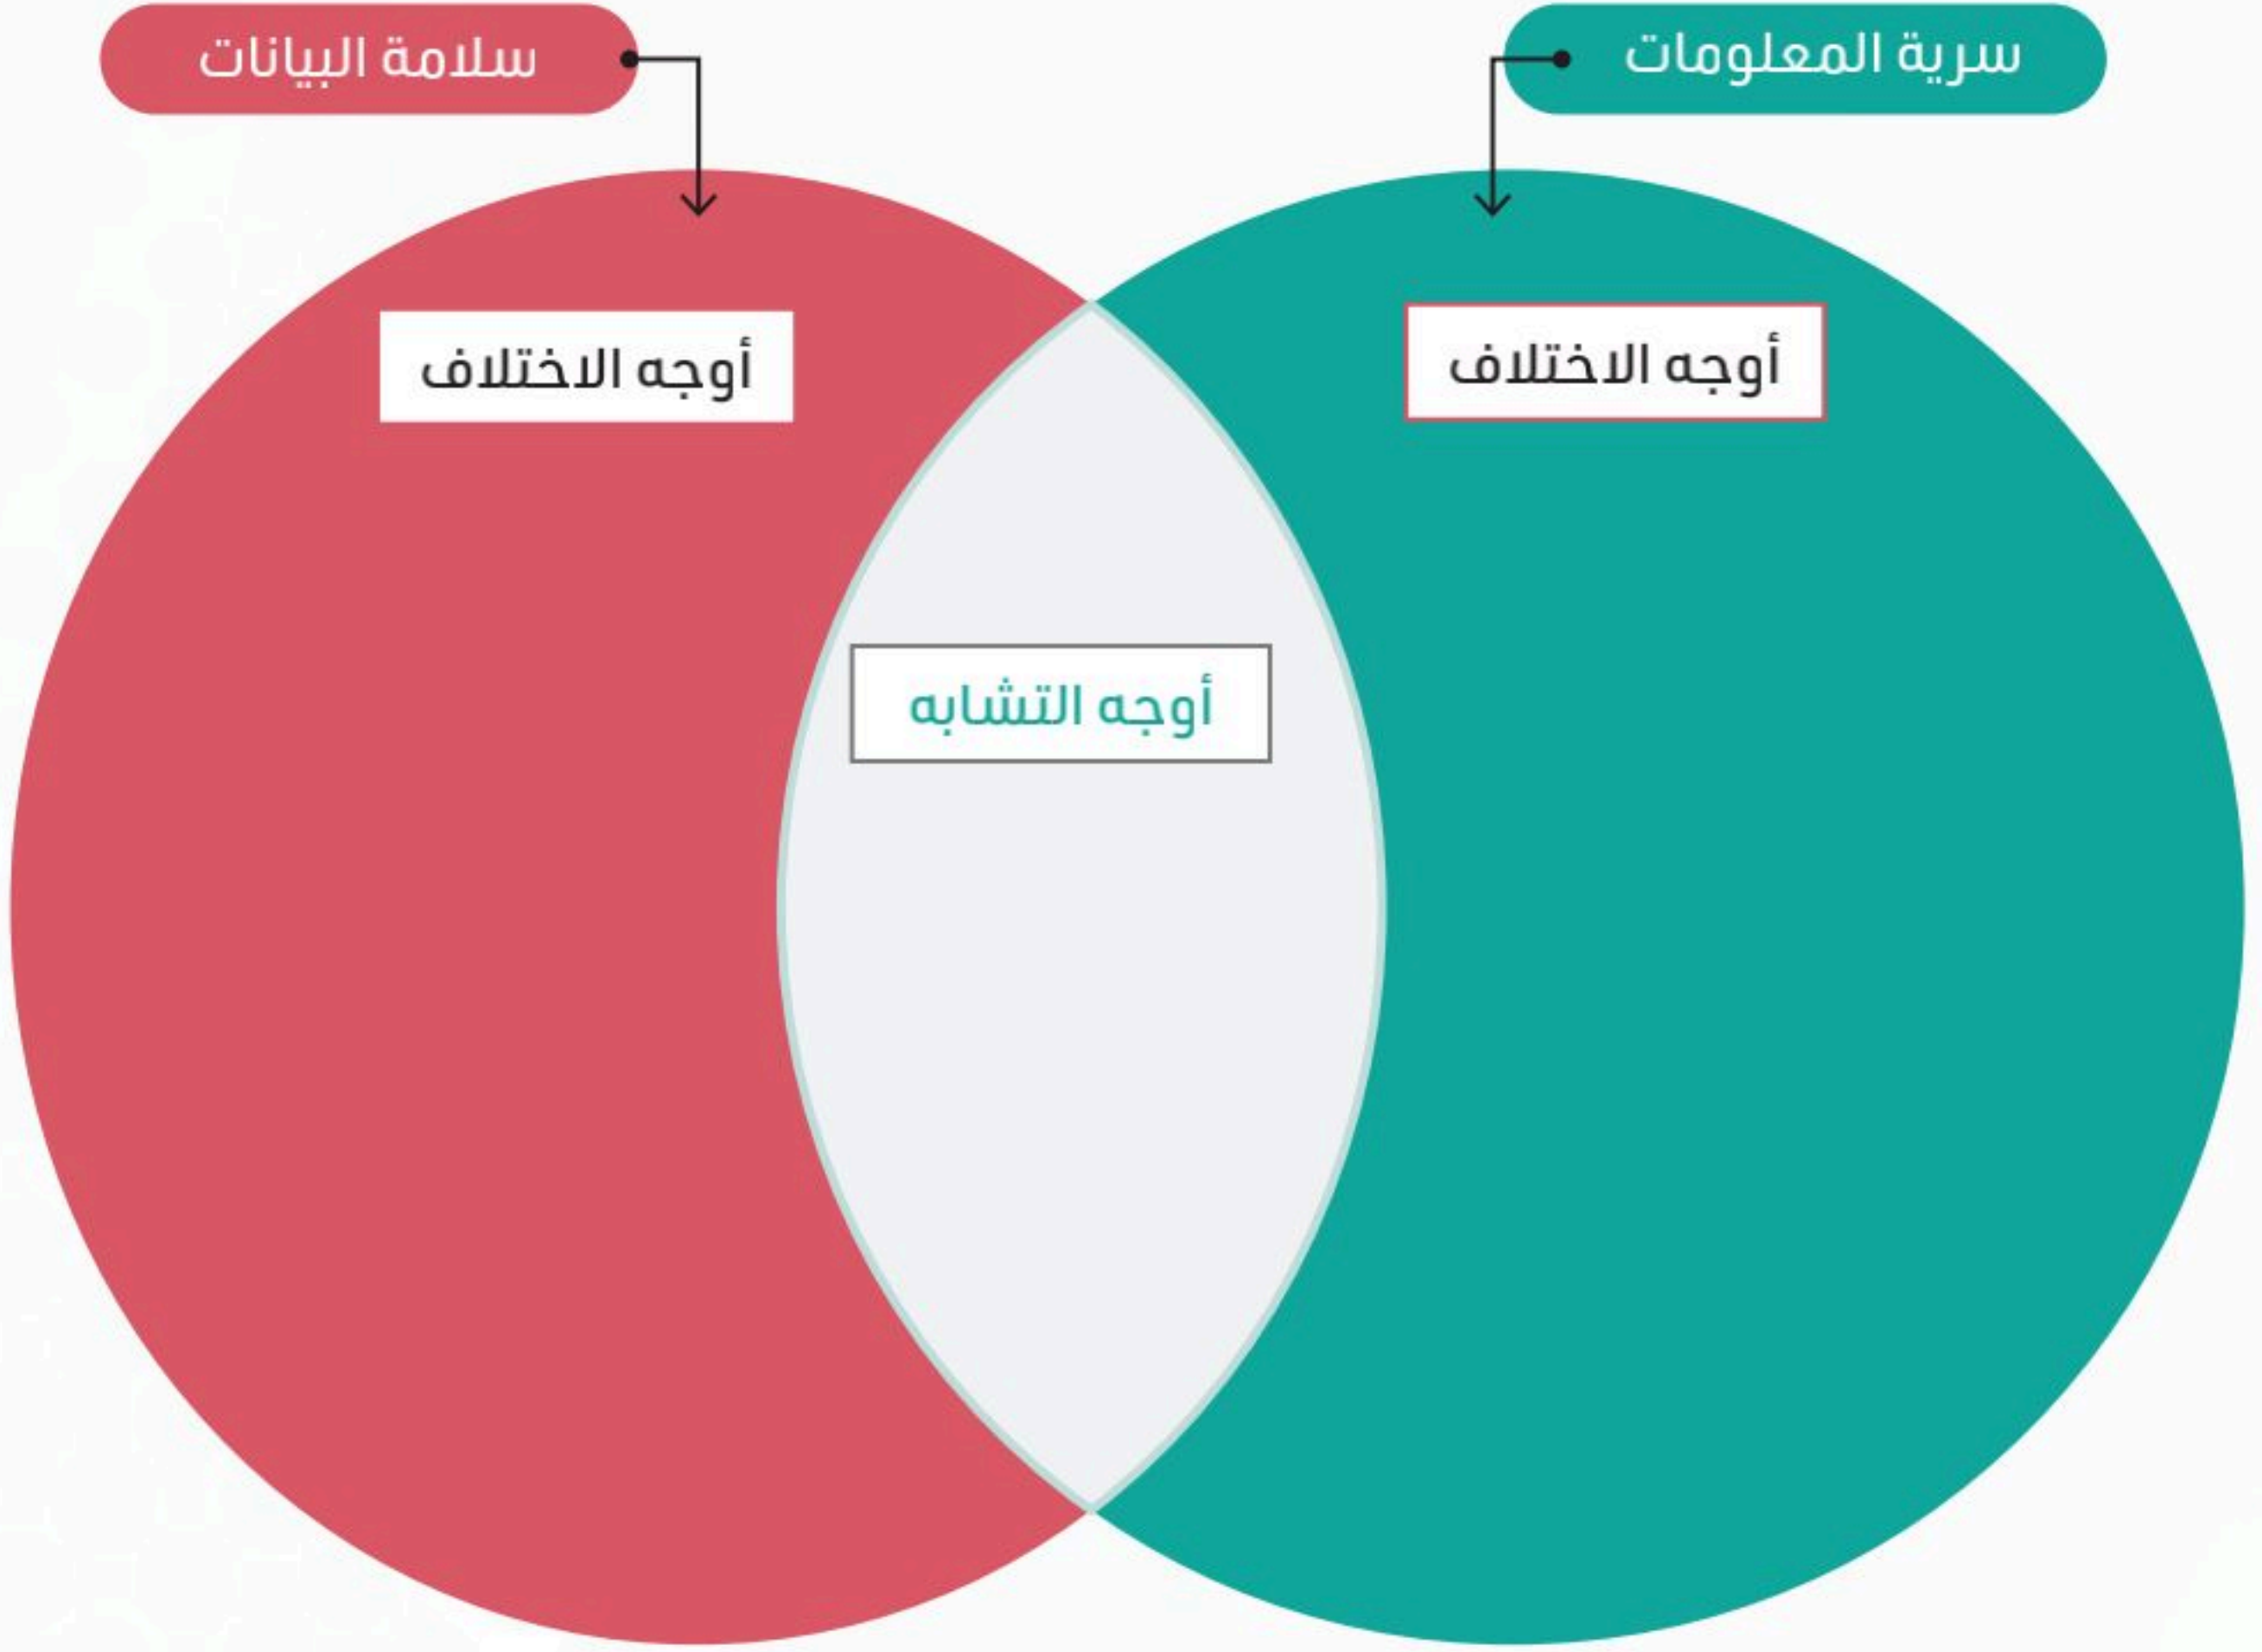 سرية المعلومات
سلامة البيانات
أوجه الاختلاف
أوجه الاختلاف
أوجه التشابه